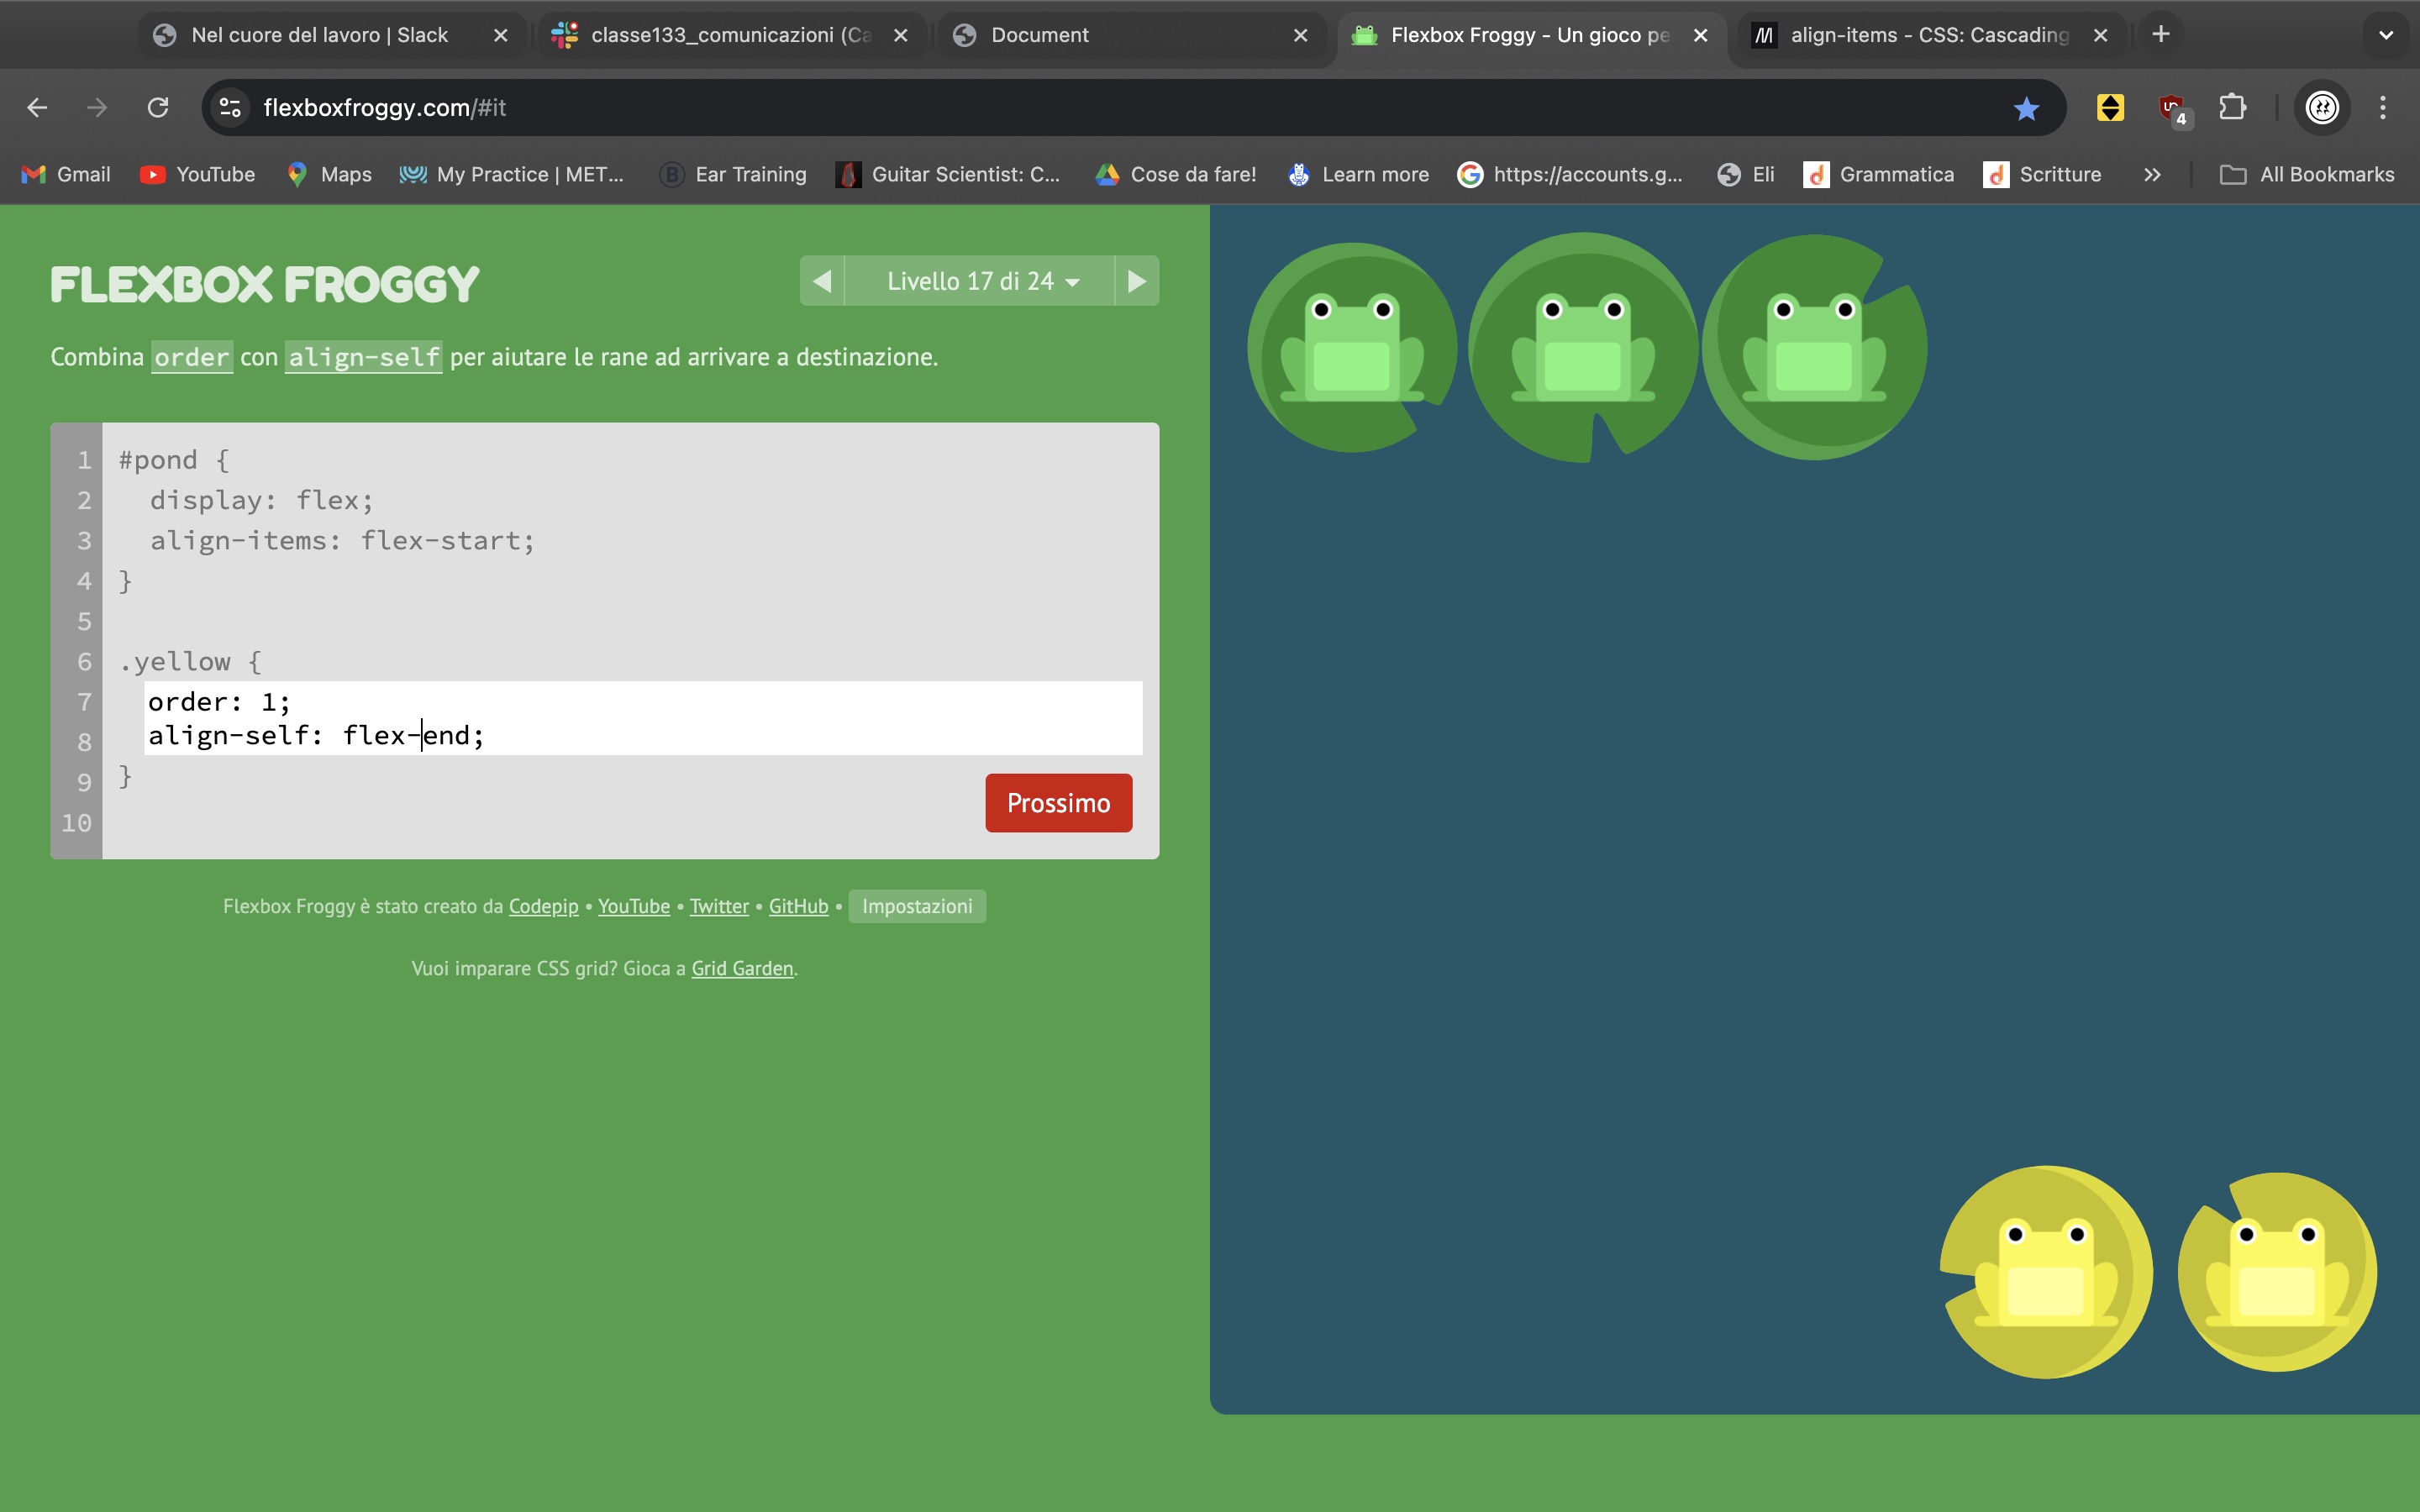 Nel cuore del lavoro | Slack
classe133_comunicazioni (Ca
Document
Flexbox Froggy - Un gioco pe
align-items - CSS: Cascading
flexboxfroggy.com/#it
4
Gmail
YouTube
Maps
My Practice | MET...
Ear Training
Guitar Scientist: C...
Cose da fare!
Learn more
https://accounts.g...
Eli
Grammatica
Scritture
All Bookmarks
FLEXBOX FROGGY
Livello 17 di 24
Combina order con align-self per aiutare le rane ad arrivare a destinazione.
1 #pond {
2 display: flex;
3 align-items: flex-start;
4 }
5
6 .yellow {
7 order: 1;
8 align-self: flex-end;
9 }
10
Prossimo
Flexbox Froggy è stato creato da Codepip • YouTube • Twitter • GitHub • Impostazioni
Vuoi imparare CSS grid? Gioca a Grid Garden.